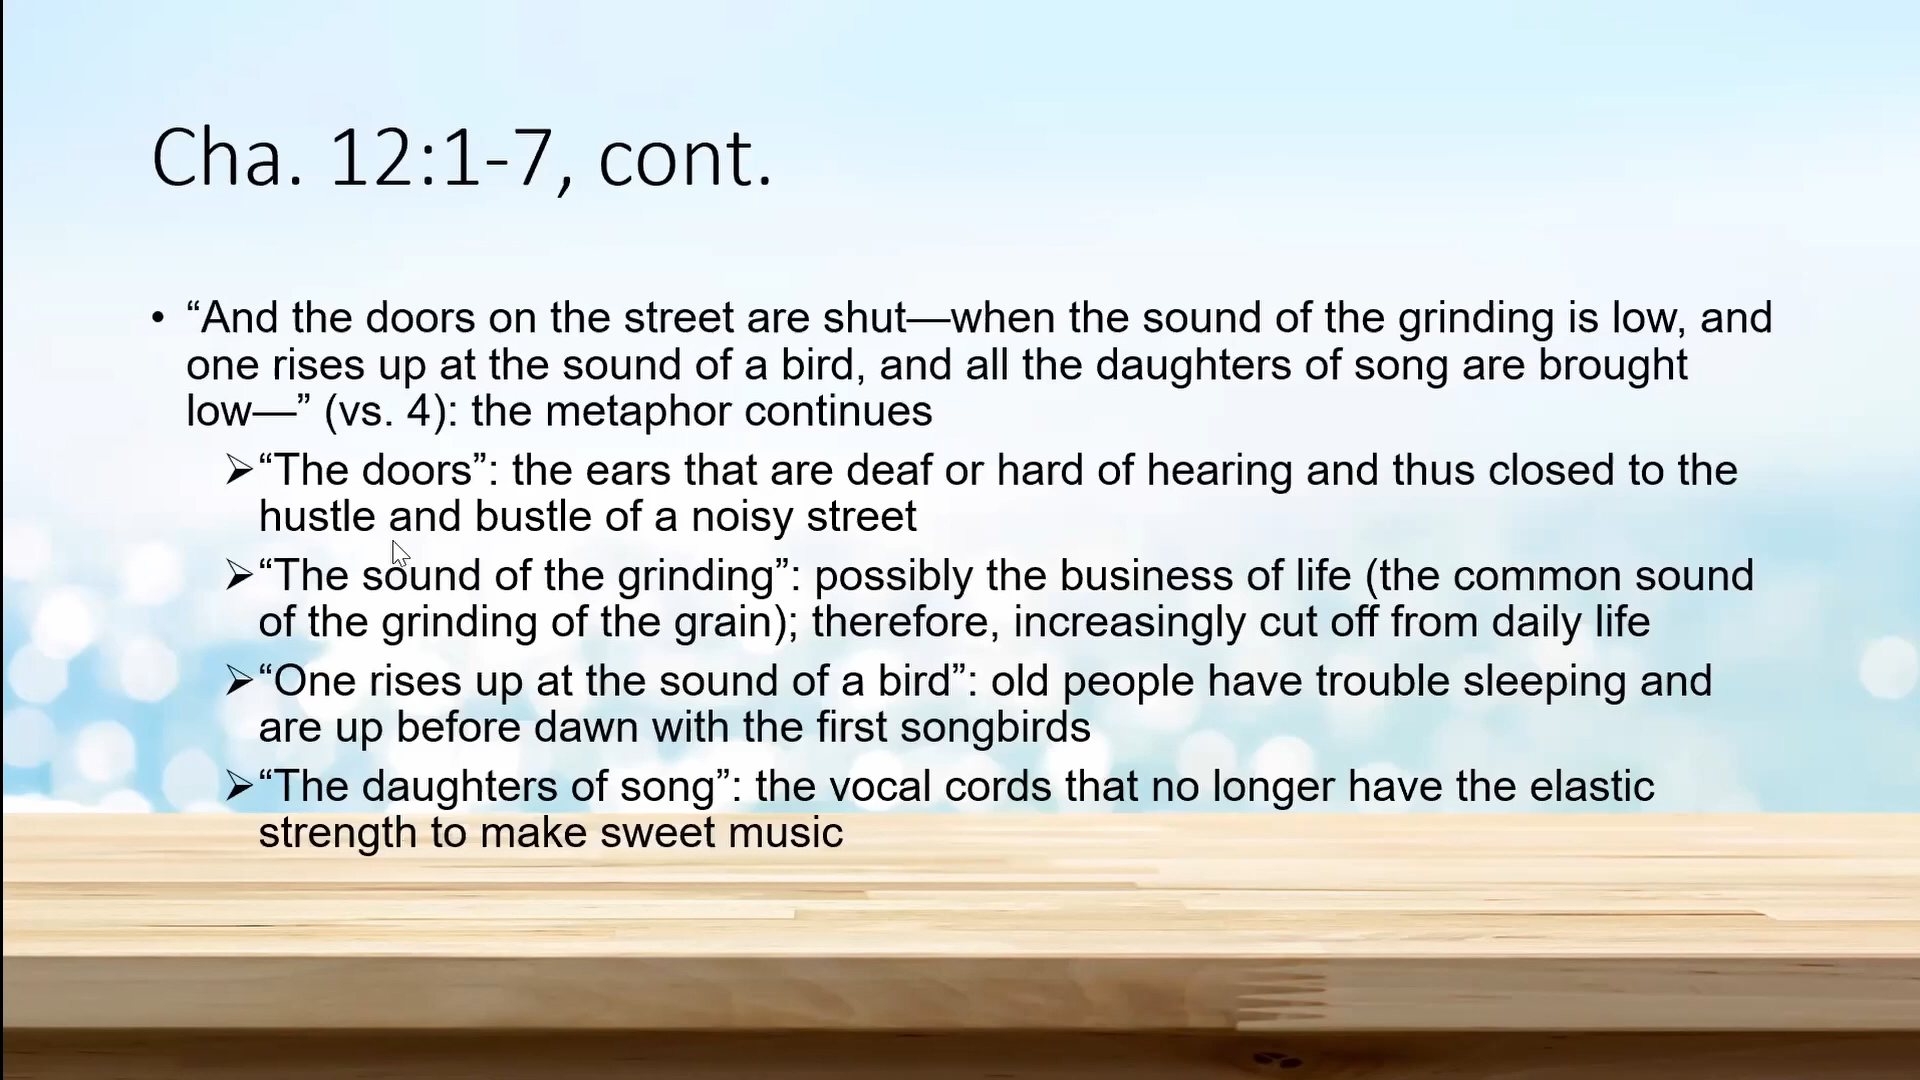 Cha. 12:1-7, cont.
• “And the doors on the street are shut—when the sound of the grinding is low, and
one rises up at the sound of a bird, and all the daughters of song are brought
low—” (vs. 4): the metaphor continues
➢“The doors”: the ears that are deaf or hard of hearing and thus closed to the
hustle and bustle of a noisy street
➢“The sound of the grinding”: possibly the business of life (the common sound
of the grinding of the grain); therefore, increasingly cut off from daily life
➢“One rises up at the sound of a bird”: old people have trouble sleeping and
are up before dawn with the first songbirds
➢“The daughters of song”: the vocal cords that no longer have the elastic
strength to make sweet music